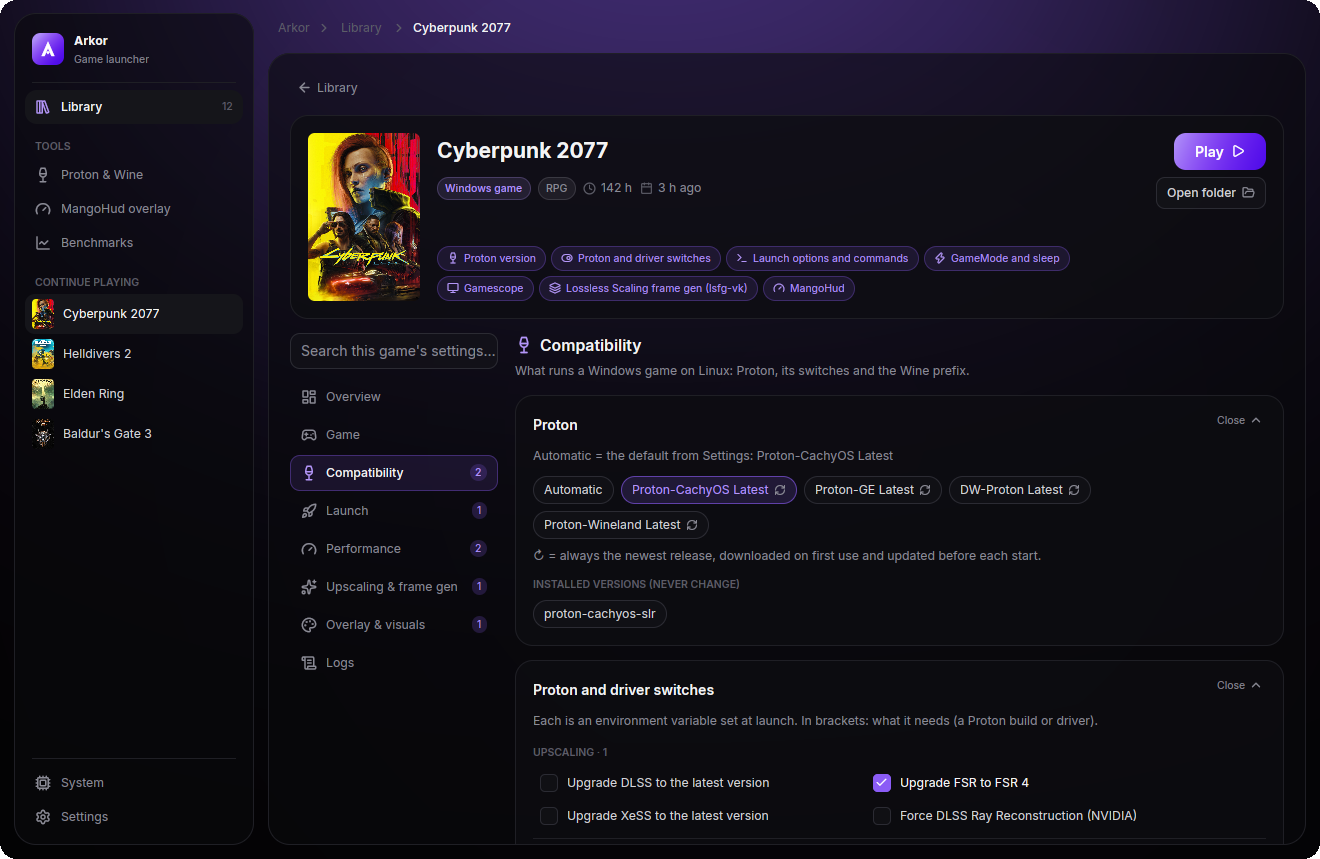 Arkor
Game launcher
Library 12
TOOLS
Proton & Wine
MangoHud overlay
Benchmarks
CONTINUE PLAYING
Cyberpunk 2077
Helldivers 2
Elden Ring
Baldur's Gate 3
System
Settings
Arkor > Library > Cyberpunk 2077
← Library
CYBERPUNK
Cyberpunk 2077
Windows game RPG 142 h 3 h ago
Play
Open folder
Proton version Proton and driver switches Launch options and commands GameMode and sleep
Gamescope Lossless Scaling frame gen (lsfg-vk) MangoHud
Search this game's settings...
Overview
Game
Compatibility 2
Launch 1
Performance 2
Upscaling & frame gen 1
Overlay & visuals 1
Logs
Compatibility
What runs a Windows game on Linux: Proton, its switches and the Wine prefix.
Proton Close
Automatic = the default from Settings: Proton-CachyOS Latest
Automatic Proton-CachyOS Latest Proton-GE Latest DW-Proton Latest
Proton-Wineland Latest
↻ = always the newest release, downloaded on first use and updated before each start.
INSTALLED VERSIONS (NEVER CHANGE)
proton-cachyos-slr
Proton and driver switches Close
Each is an environment variable set at launch. In brackets: what it needs (a Proton build or driver).
UPSCALING · 1
Upgrade DLSS to the latest version Upgrade FSR to FSR 4
Upgrade XeSS to the latest version Force DLSS Ray Reconstruction (NVIDIA)